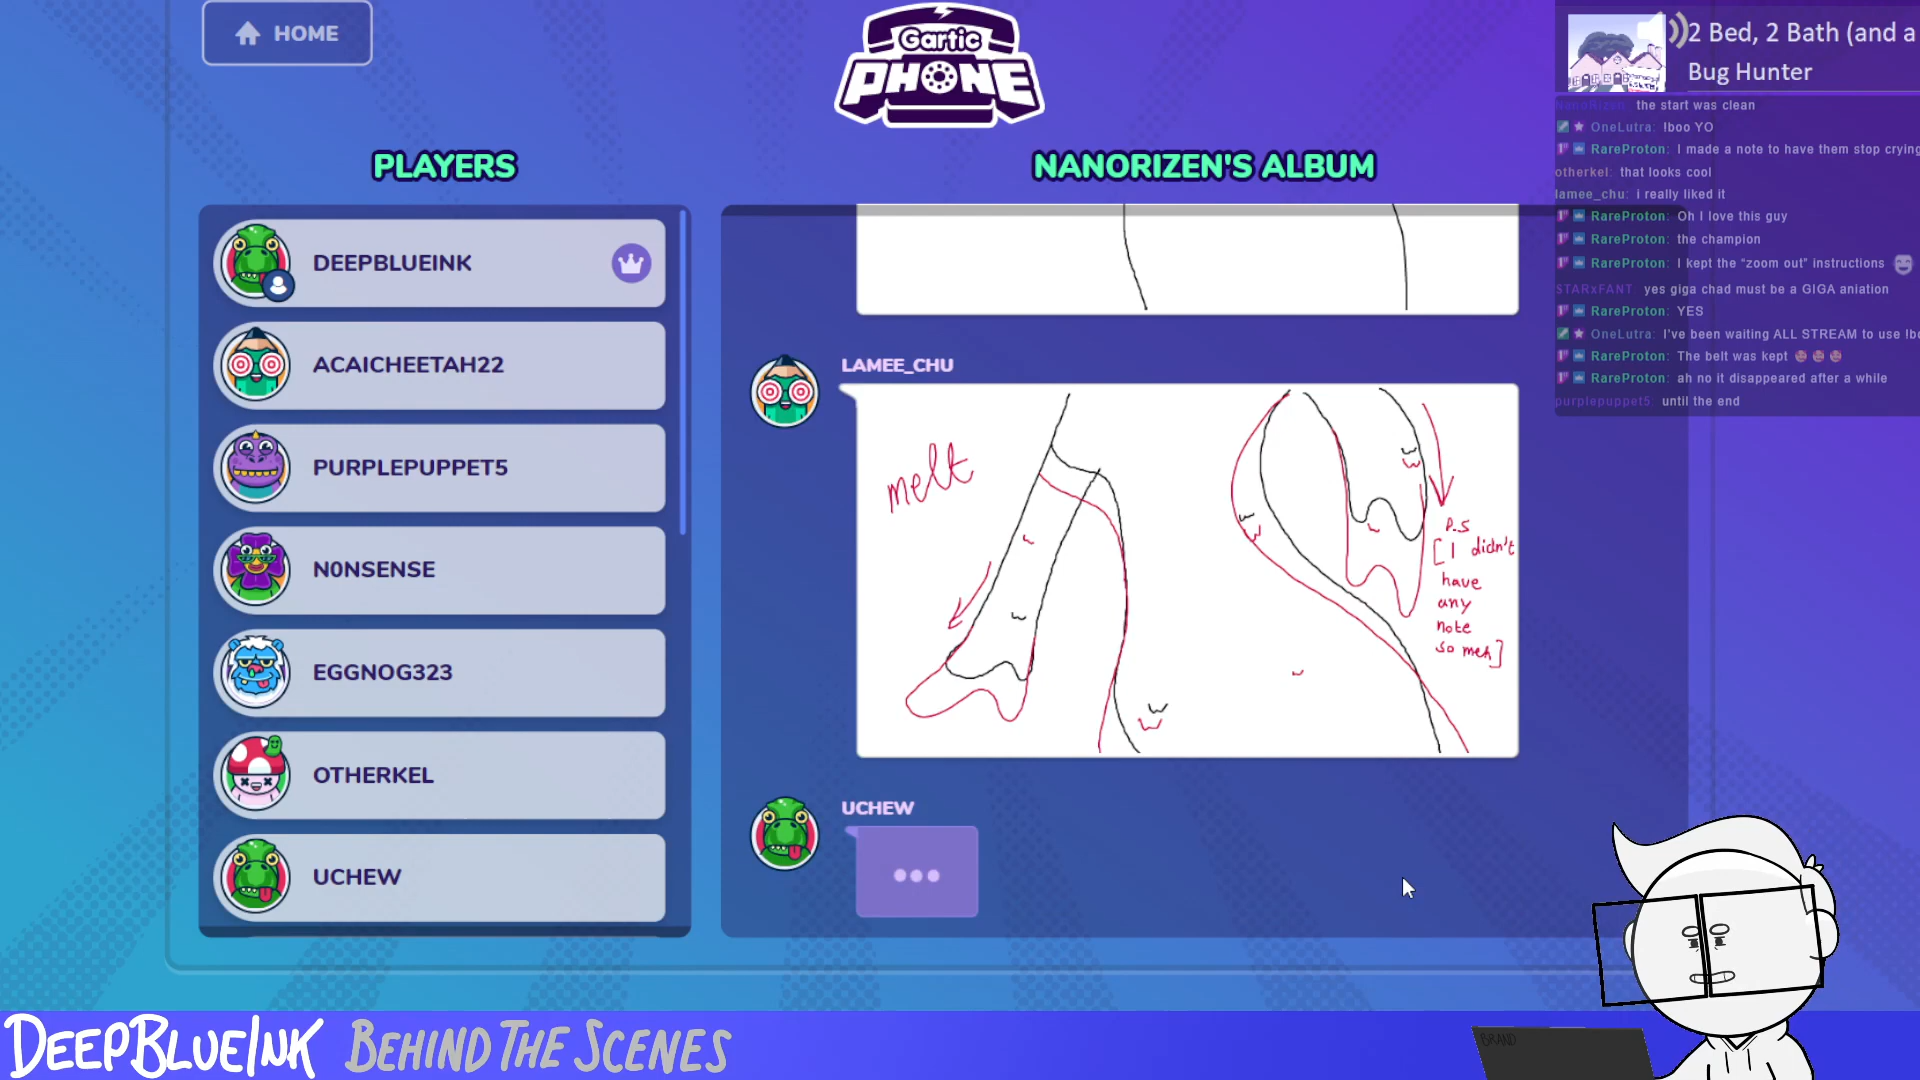 HOME
Gartic
PHONE
PLAYERS
DEEPBLUEINK
ACAICHEETAH22
PURPLEPUPPET5
N0NSENSE
EGGNOG323
OTHERKEL
UCHEW
NANORIZEN'S ALBUM
LAMEE_CHU
melt
P.S
[I didn't
have
any
note
so meh]
UCHEW
2 Bed, 2 Bath (and a
Bug Hunter
NanoRizen: the start was clean
OneLutra: !boo YO
RareProton: I made a note to have them stop crying
otherkel: that looks cool
lamee_chu: i really liked it
RareProton: Oh I love this guy
RareProton: the champion
RareProton: I kept the "zoom out" instructions
STARxFANT yes giga chad must be a GIGA aniation
RareProton: YES
OneLutra: I've been waiting ALL STREAM to use !bo
RareProton: The belt was kept
RareProton: ah no it disappeared after a while
purplepuppet5: until the end
BRAND
DEEPBLUEINK BEHIND THE SCENES